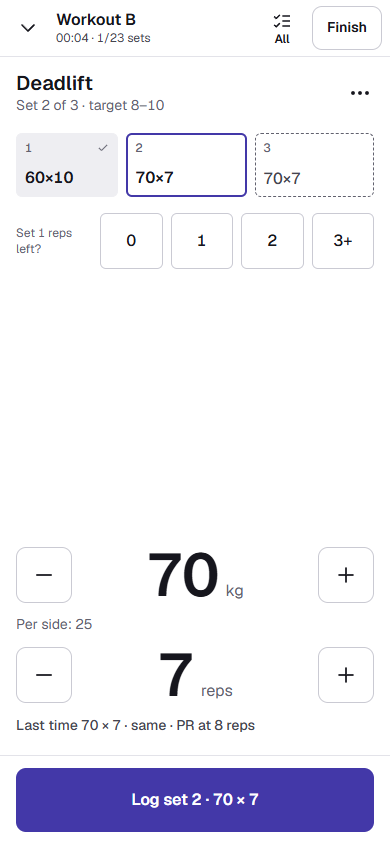 Workout B
00:04 · 1/23 sets
All
Finish
Deadlift
Set 2 of 3 · target 8–10
1
60×10
2
70×7
3
70×7
Set 1 reps
left?
0
1
2
3+
70 kg
Per side: 25
7 reps
Last time 70 × 7 · same · PR at 8 reps
Log set 2 · 70 × 7